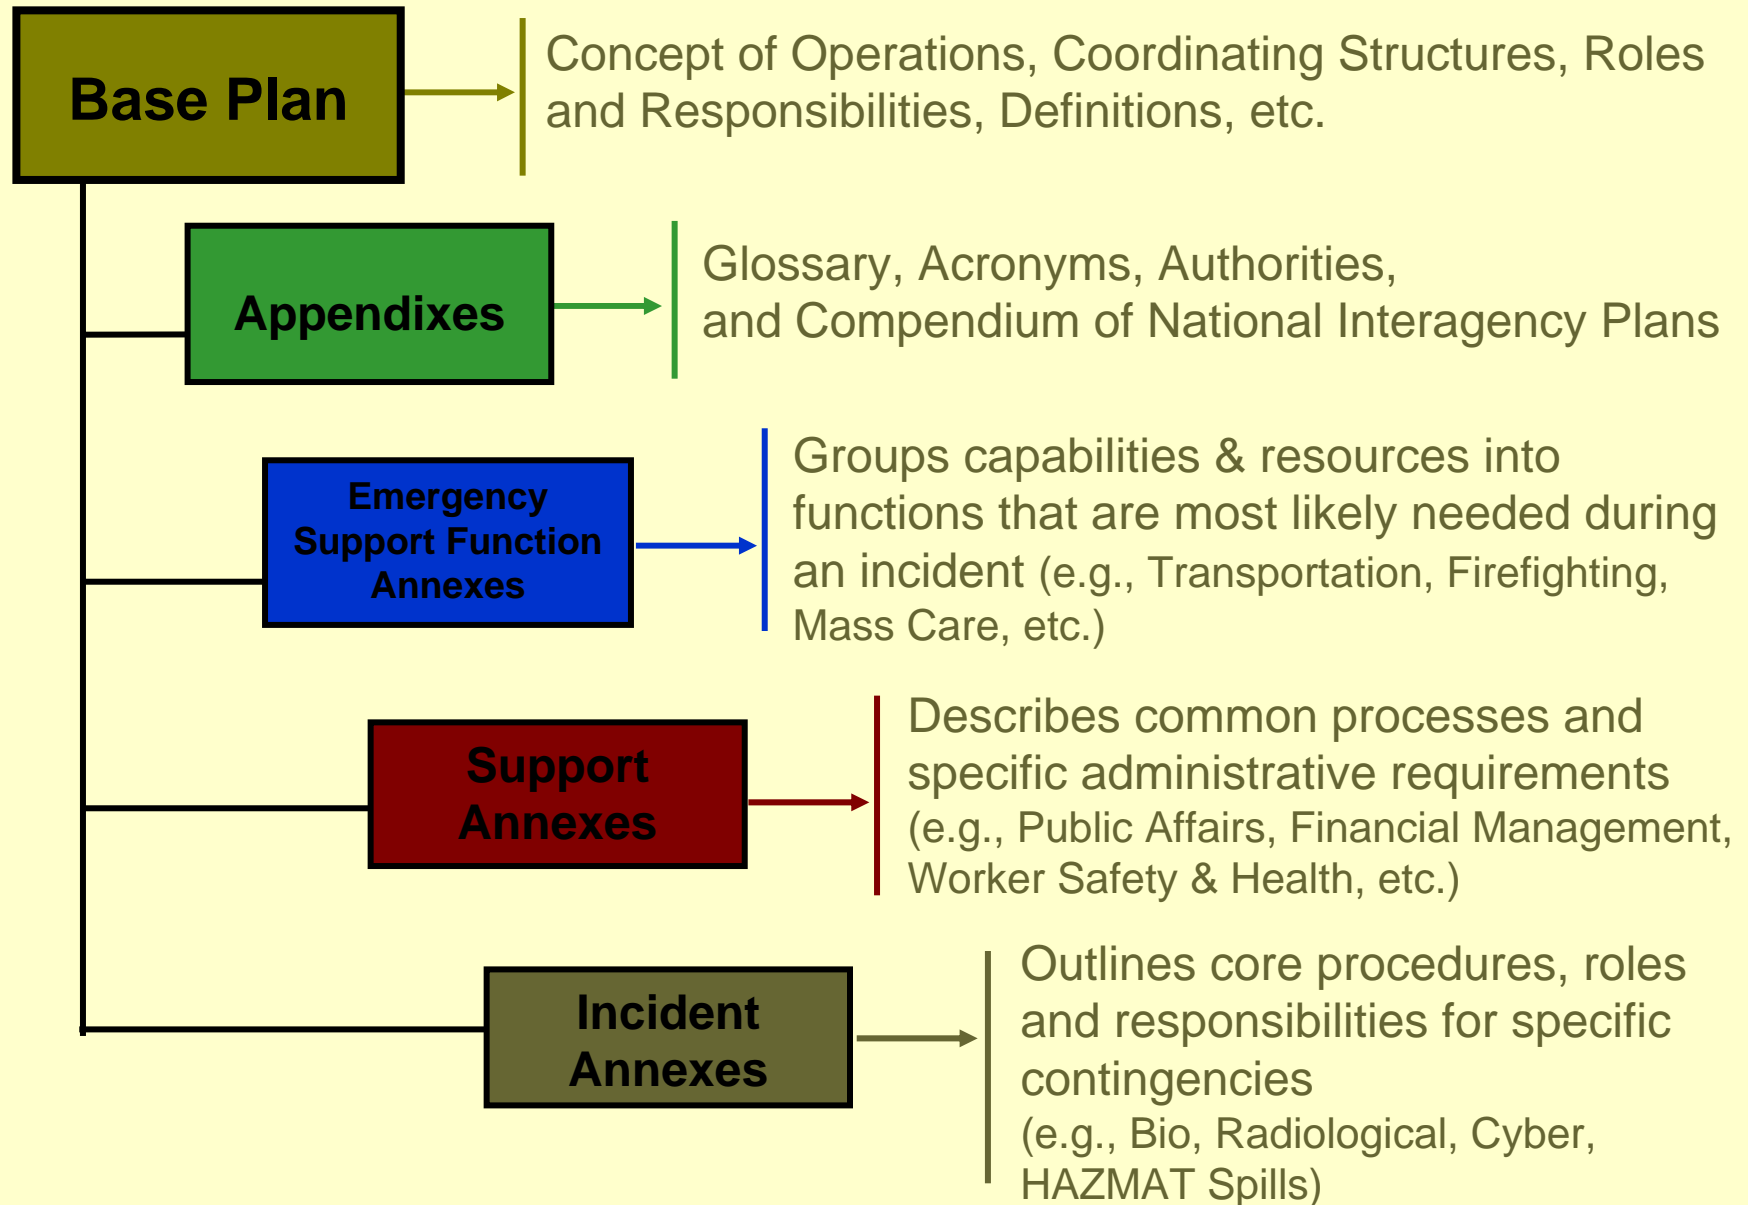 Base Plan
Concept of Operations, Coordinating Structures, Roles
and Responsibilities, Definitions, etc.
Appendixes
Glossary, Acronyms, Authorities,
and Compendium of National Interagency Plans
Emergency
Support Function
Annexes
Groups capabilities & resources into
functions that are most likely needed during
an incident (e.g., Transportation, Firefighting,
Mass Care, etc.)
Support
Annexes
Describes common processes and
specific administrative requirements
(e.g., Public Affairs, Financial Management,
Worker Safety & Health, etc.)
Incident
Annexes
Outlines core procedures, roles
and responsibilities for specific
contingencies
(e.g., Bio, Radiological, Cyber,
HAZMAT Spills)